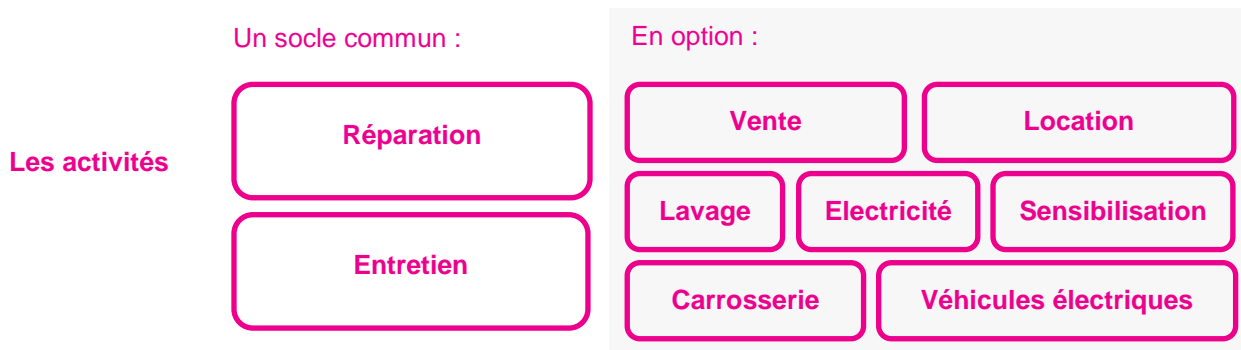 Un socle commun :
En option :
Les activités
Réparation
Entretien
Vente
Location
Lavage
Electricité
Sensibilisation
Carrosserie
Véhicules électriques